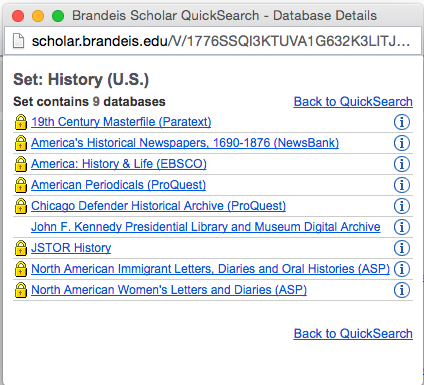 Brandeis Scholar QuickSearch - Database Details
scholar.brandeis.edu/V/1776SSQI3KTUVA1G632K3LITJ...
Set: History (U.S.)
Set contains 9 databases Back to QuickSearch
19th Century Masterfile (Paratext)
America's Historical Newspapers, 1690-1876 (NewsBank)
America: History & Life (EBSCO)
American Periodicals (ProQuest)
Chicago Defender Historical Archive (ProQuest)
John F. Kennedy Presidential Library and Museum Digital Archive
JSTOR History
North American Immigrant Letters, Diaries and Oral Histories (ASP)
North American Women's Letters and Diaries (ASP)
Back to QuickSearch